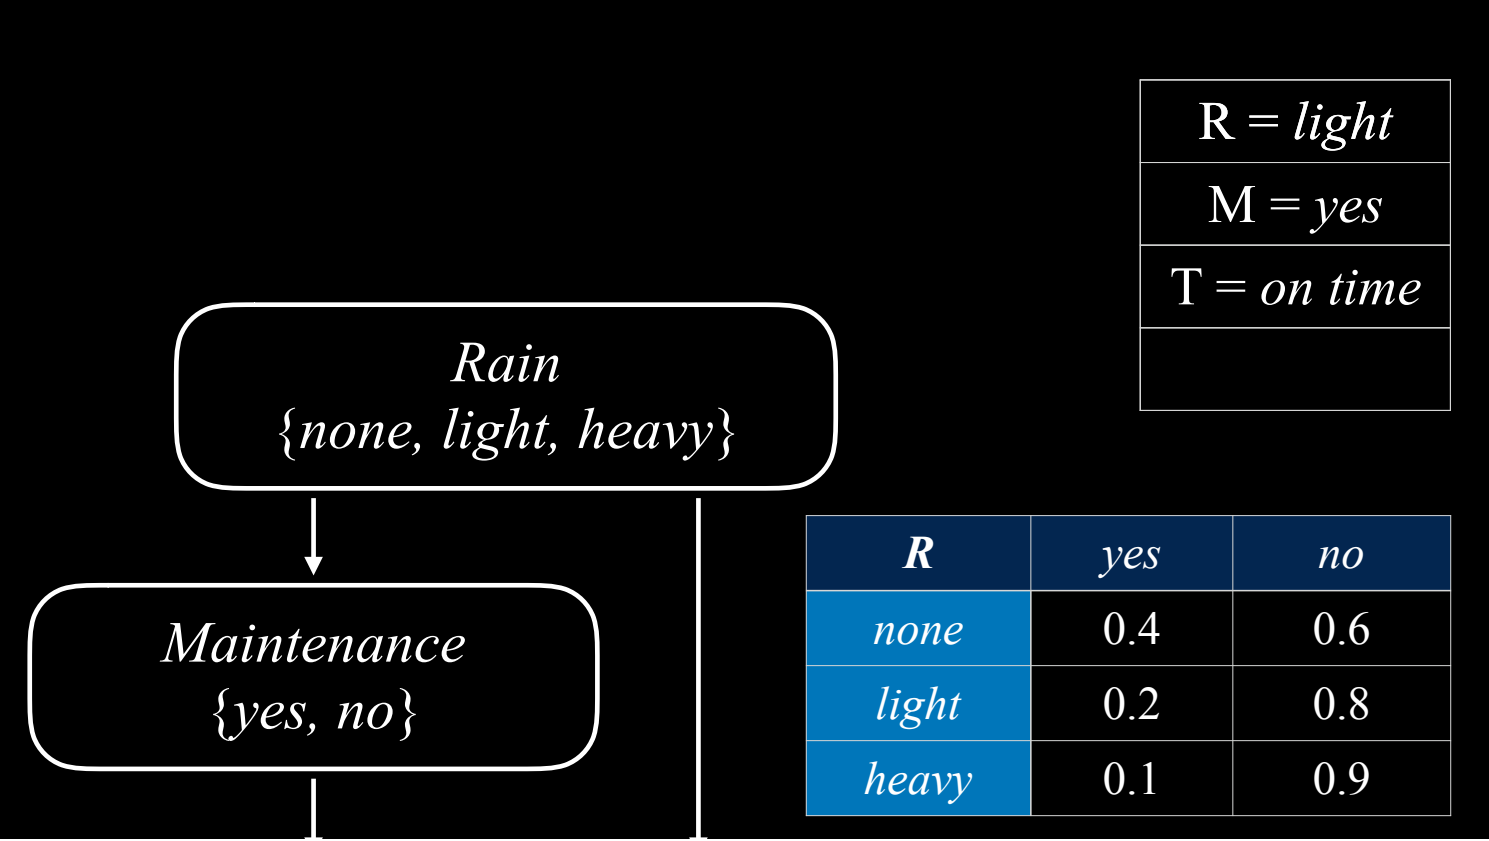 R = light
M = yes
T = on time
Rain
{none, light, heavy}
Maintenance
{yes, no}
R yes no
none 0.4 0.6
light 0.2 0.8
heavy 0.1 0.9